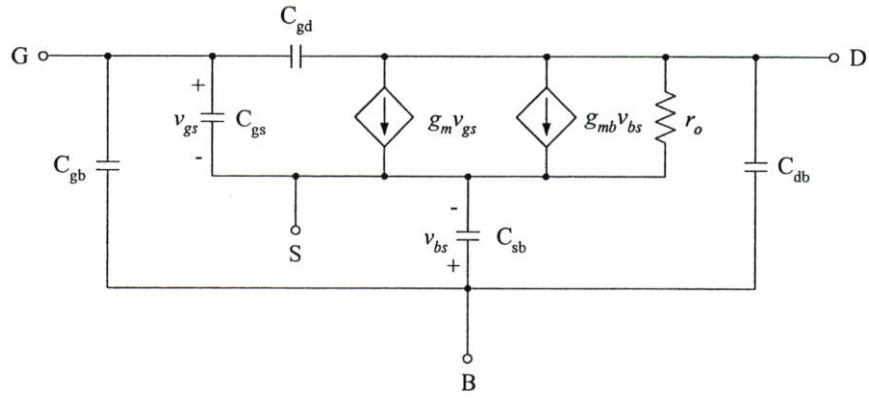 C_gd
G
D
+
v_gs
C_gs
-
g_m v_gs
g_mb v_bs
r_o
C_gb
C_db
S
-
v_bs
C_sb
+
B